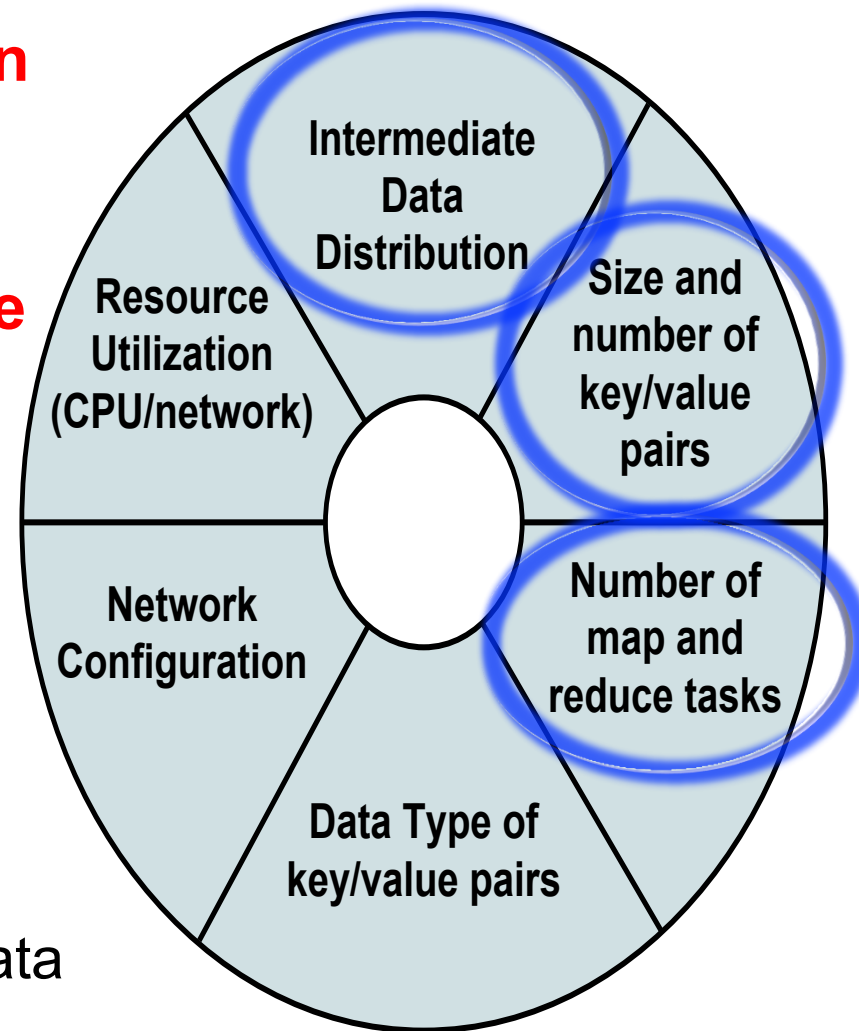 n
e
Intermediate
Data
Distribution
Size and
number of
key/value
pairs
Resource
Utilization
(CPU/network)
Number of
map and
reduce tasks
Network
Configuration
Data Type of
key/value pairs
ata